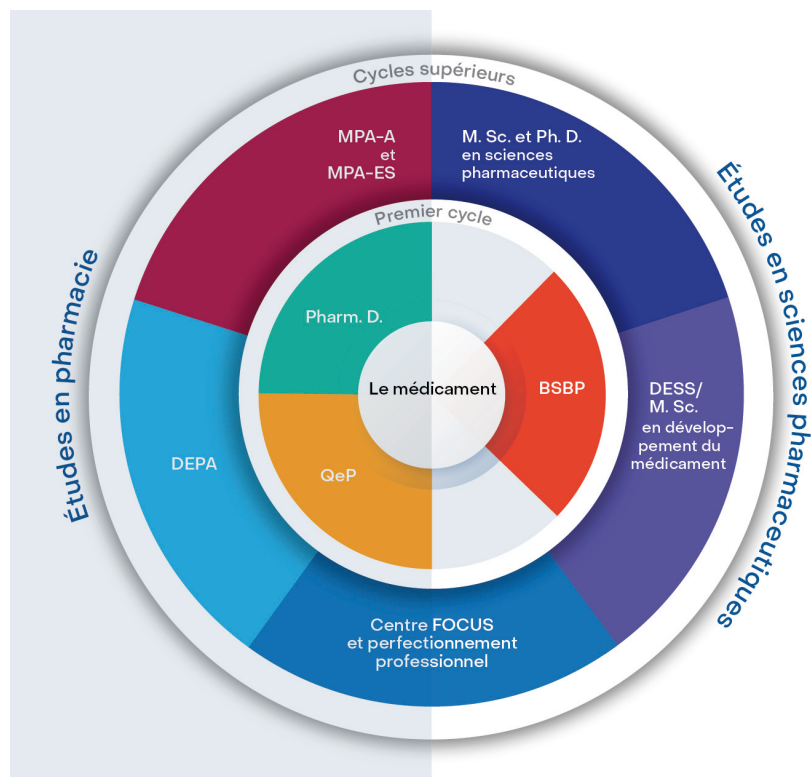 Cycles supérieurs
MPA-A
et
MPA-ES
M. Sc. et Ph. D.
en sciences
pharmaceutiques
Premier cycle
Pharm. D.
Le médicament
BSBP
QeP
DEPA
DESS/
M. Sc.
en dévelop-
pement du
médicament
Centre FOCUS
et perfectionnement
professionnel
Études en pharmacie
Études en sciences pharmaceutiques